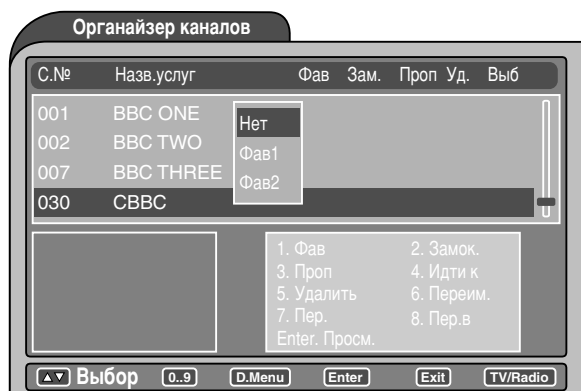 Органайзер каналов
С.№ Назв.услуг Фав Зам. Проп Уд. Выб
001 BBC ONE
002 BBC TWO
007 BBC THREE
030 CBBC
Нет
Фав1
Фав2
1. Фав 2. Замок.
3. Проп 4. Идти к
5. Удалить 6. Переим.
7. Пер. 8. Пер.в
Enter. Просм.
▲▼ Выбор 0..9 D.Menu Enter Exit TV/Radio